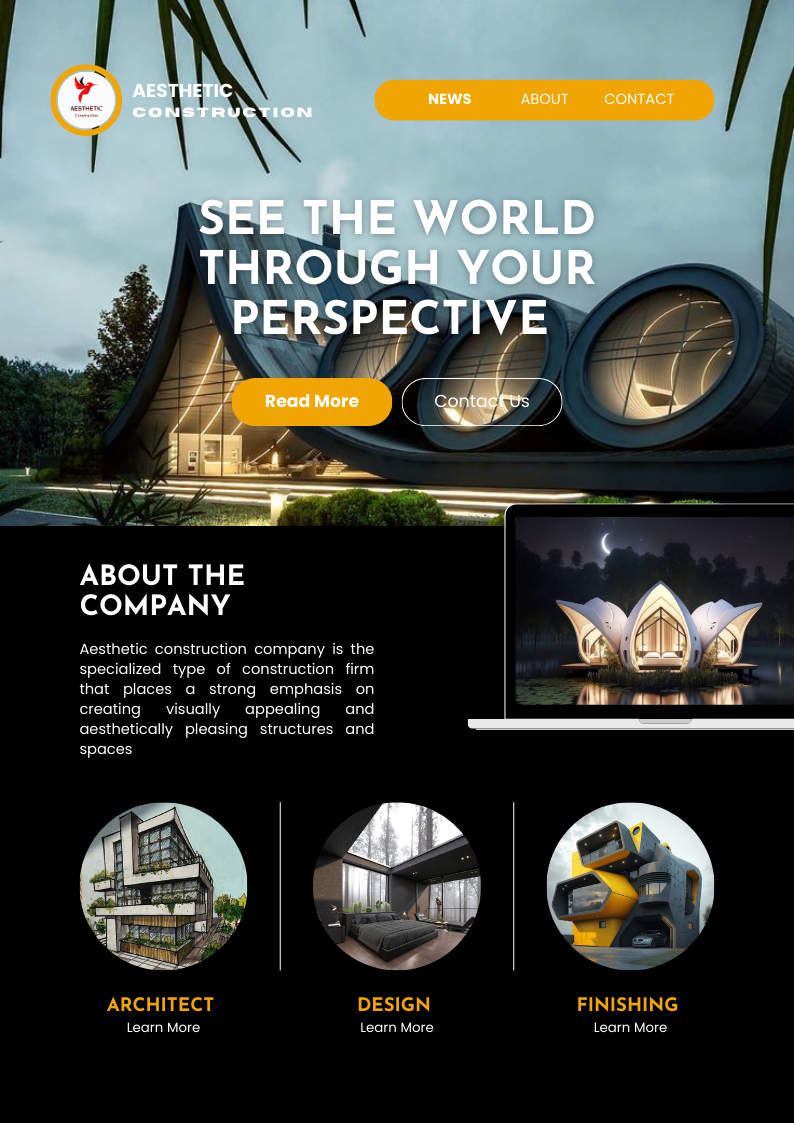 AESTHETIC
Construction
AESTHETIC
CONSTRUCTION
NEWS ABOUT CONTACT
SEE THE WORLD
THROUGH YOUR
PERSPECTIVE
Read More Contact Us
ABOUT THE
COMPANY
Aesthetic construction company is the
specialized type of construction firm
that places a strong emphasis on
creating visually appealing and
aesthetically pleasing structures and
spaces
ARCHITECT DESIGN FINISHING
Learn More Learn More Learn More